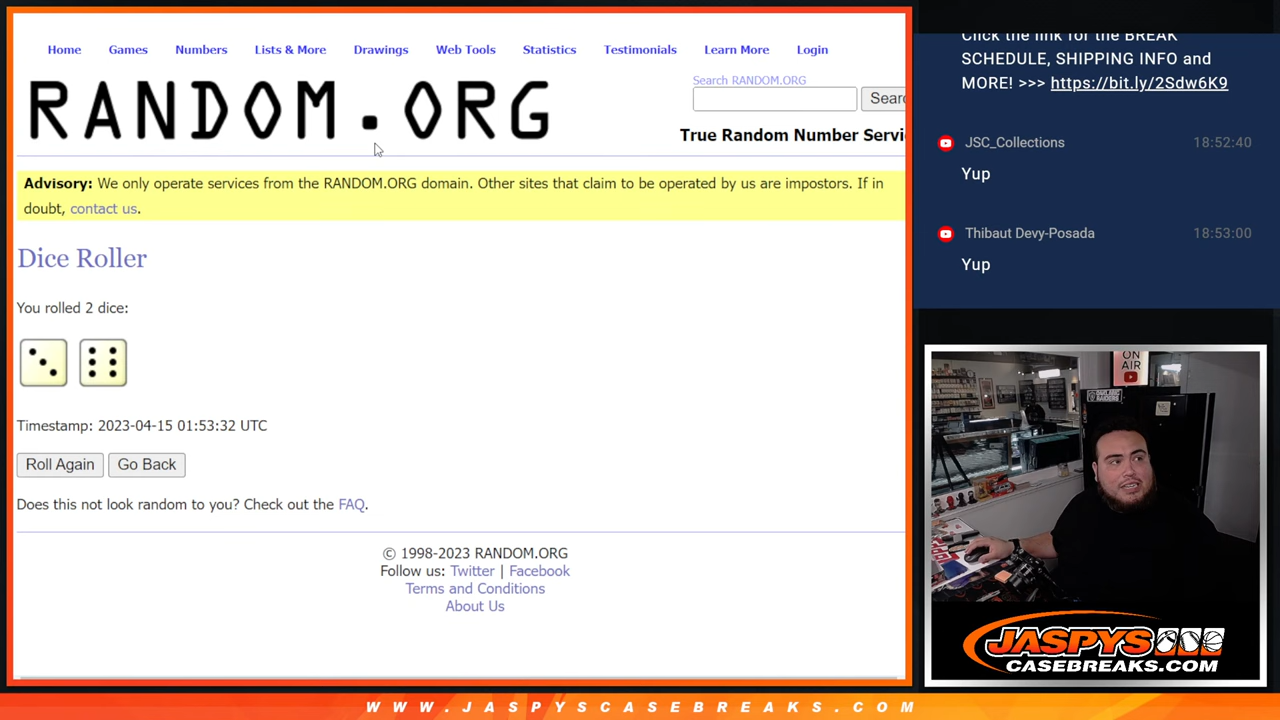 Home Games Numbers Lists & More Drawings Web Tools Statistics Testimonials Learn More Login
RANDOM.ORG
Search RANDOM.ORG
Searc
True Random Number Servi
Advisory: We only operate services from the RANDOM.ORG domain. Other sites that claim to be operated by us are impostors. If in
doubt, contact us.
Dice Roller
You rolled 2 dice:
Timestamp: 2023-04-15 01:53:32 UTC
Roll Again Go Back
Does this not look random to you? Check out the FAQ.
© 1998-2023 RANDOM.ORG
Follow us: Twitter | Facebook
Terms and Conditions
About Us
Click the link for the BREAK
SCHEDULE, SHIPPING INFO and
MORE! >>> https://bit.ly/2Sdw6K9
JSC_Collections 18:52:40
Yup
Thibaut Devy-Posada 18:53:00
Yup
ON
AIR
JASPYS
CASEBREAKS.COM
WWW.JASPYSCASEBREAKS.COM